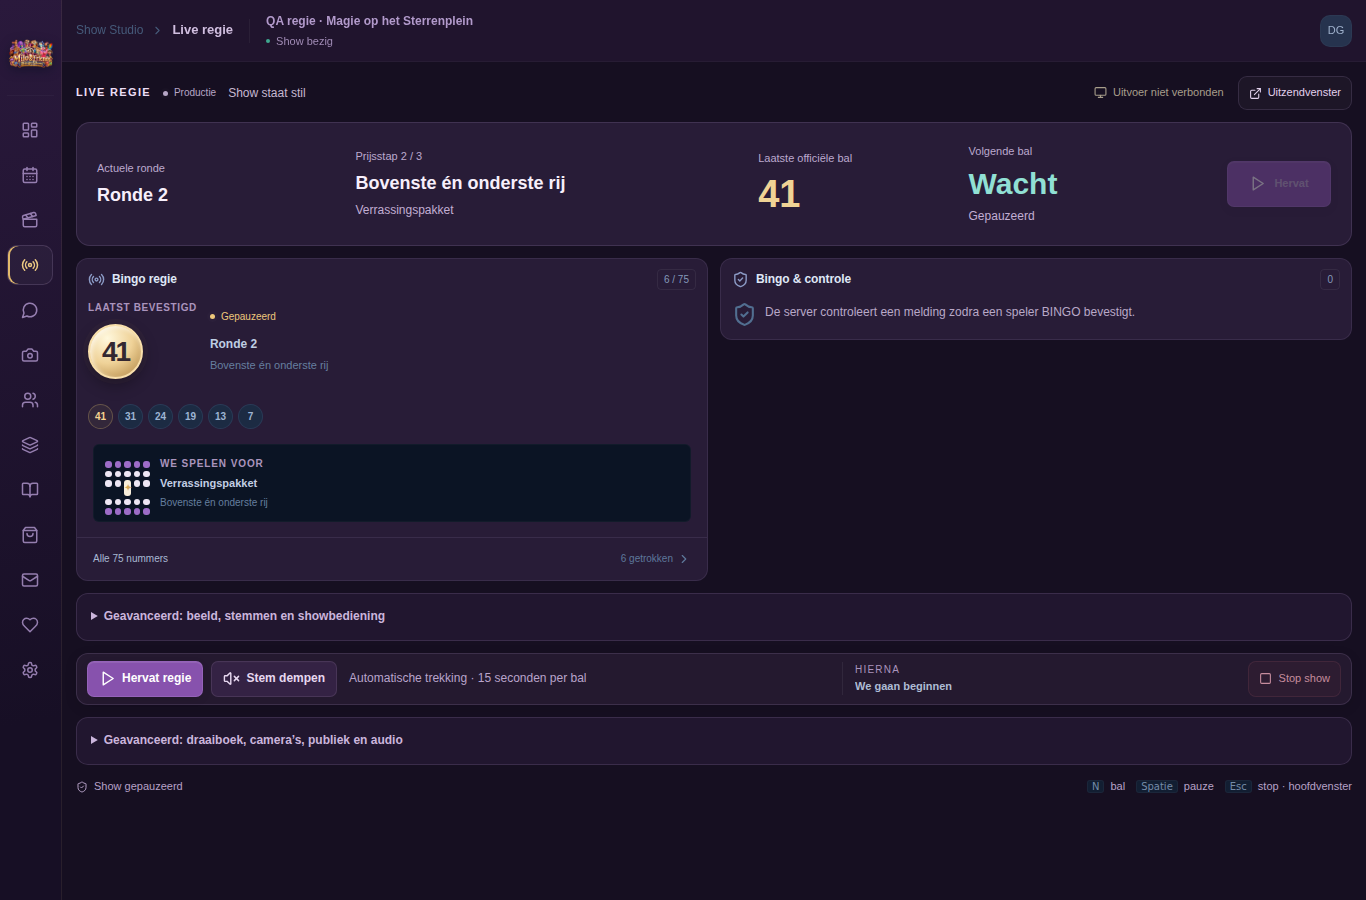 Show Studio
Live regie
QA regie · Magie op het Sterrenplein
Show bezig
DG
LIVE REGIE
Productie
Show staat stil
Uitvoer niet verbonden
Uitzendvenster
Actuele ronde
Ronde 2
Prijsstap 2 / 3
Bovenste én onderste rij
Verrassingspakket
Laatste officiële bal
41
Volgende bal
Wacht
Gepauzeerd
Hervat
Bingo regie
6 / 75
LAATST BEVESTIGD
41
Gepauzeerd
Ronde 2
Bovenste én onderste rij
41 31 24 19 13 7
WE SPELEN VOOR
Verrassingspakket
Bovenste én onderste rij
Alle 75 nummers
6 getrokken
Bingo & controle
0
De server controleert een melding zodra een speler BINGO bevestigt.
Geavanceerd: beeld, stemmen en showbediening
Hervat regie
Stem dempen
Automatische trekking · 15 seconden per bal
HIERNA
We gaan beginnen
Stop show
Geavanceerd: draaiboek, camera's, publiek en audio
Show gepauzeerd
N bal Spatie pauze Esc stop · hoofdvenster